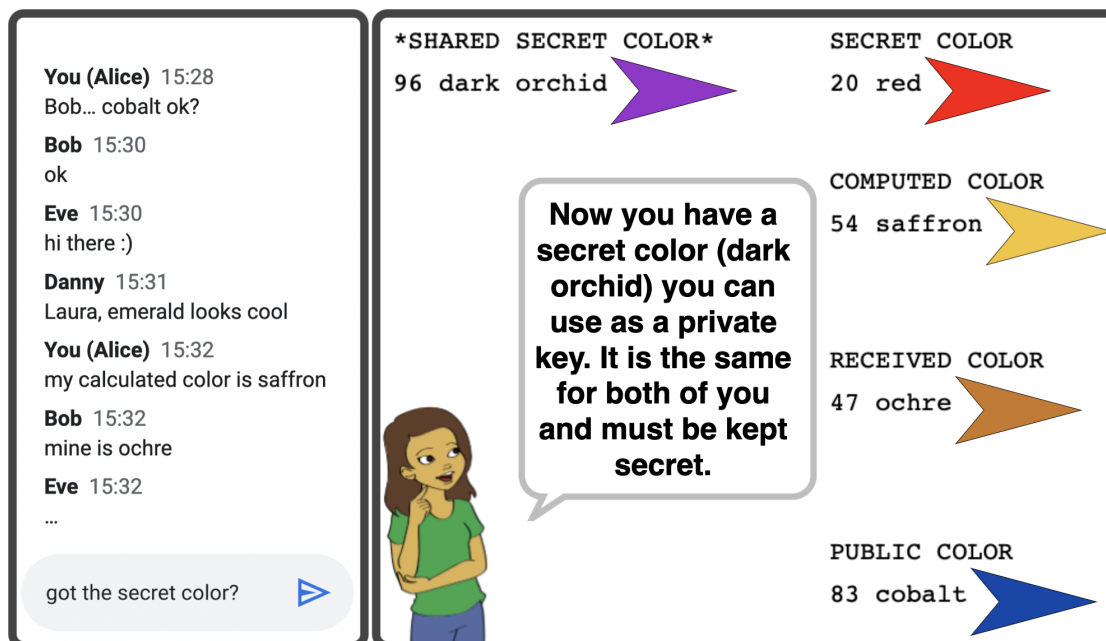 You (Alice) 15:28
Bob... cobalt ok?
Bob 15:30
ok
Eve 15:30
hi there :)
Danny 15:31
Laura, emerald looks cool
You (Alice) 15:32
my calculated color is saffron
Bob 15:32
mine is ochre
Eve 15:32
...
got the secret color?
*SHARED SECRET COLOR*
96 dark orchid
Now you have a
secret color (dark
orchid) you can
use as a private
key. It is the same
for both of you
and must be kept
secret.
SECRET COLOR
20 red
COMPUTED COLOR
54 saffron
RECEIVED COLOR
47 ochre
PUBLIC COLOR
83 cobalt